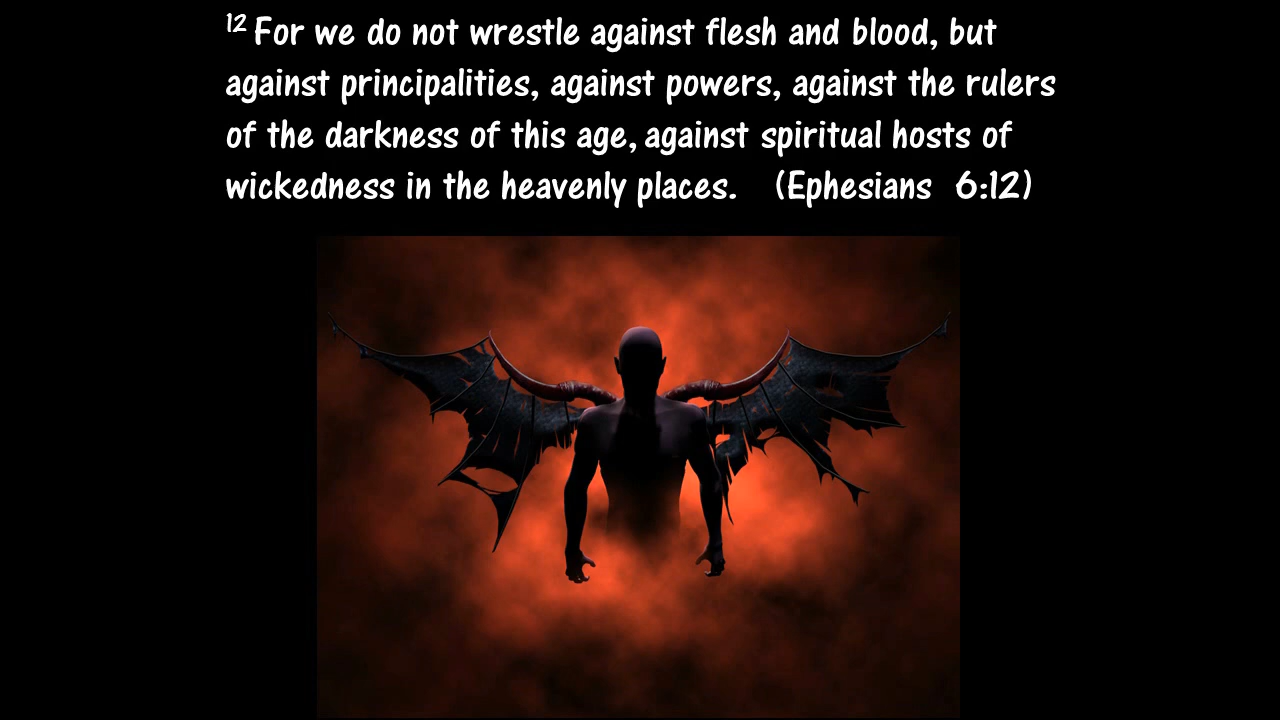 12 For we do not wrestle against flesh and blood, but
against principalities, against powers, against the rulers
of the darkness of this age, against spiritual hosts of
wickedness in the heavenly places. (Ephesians 6:12)